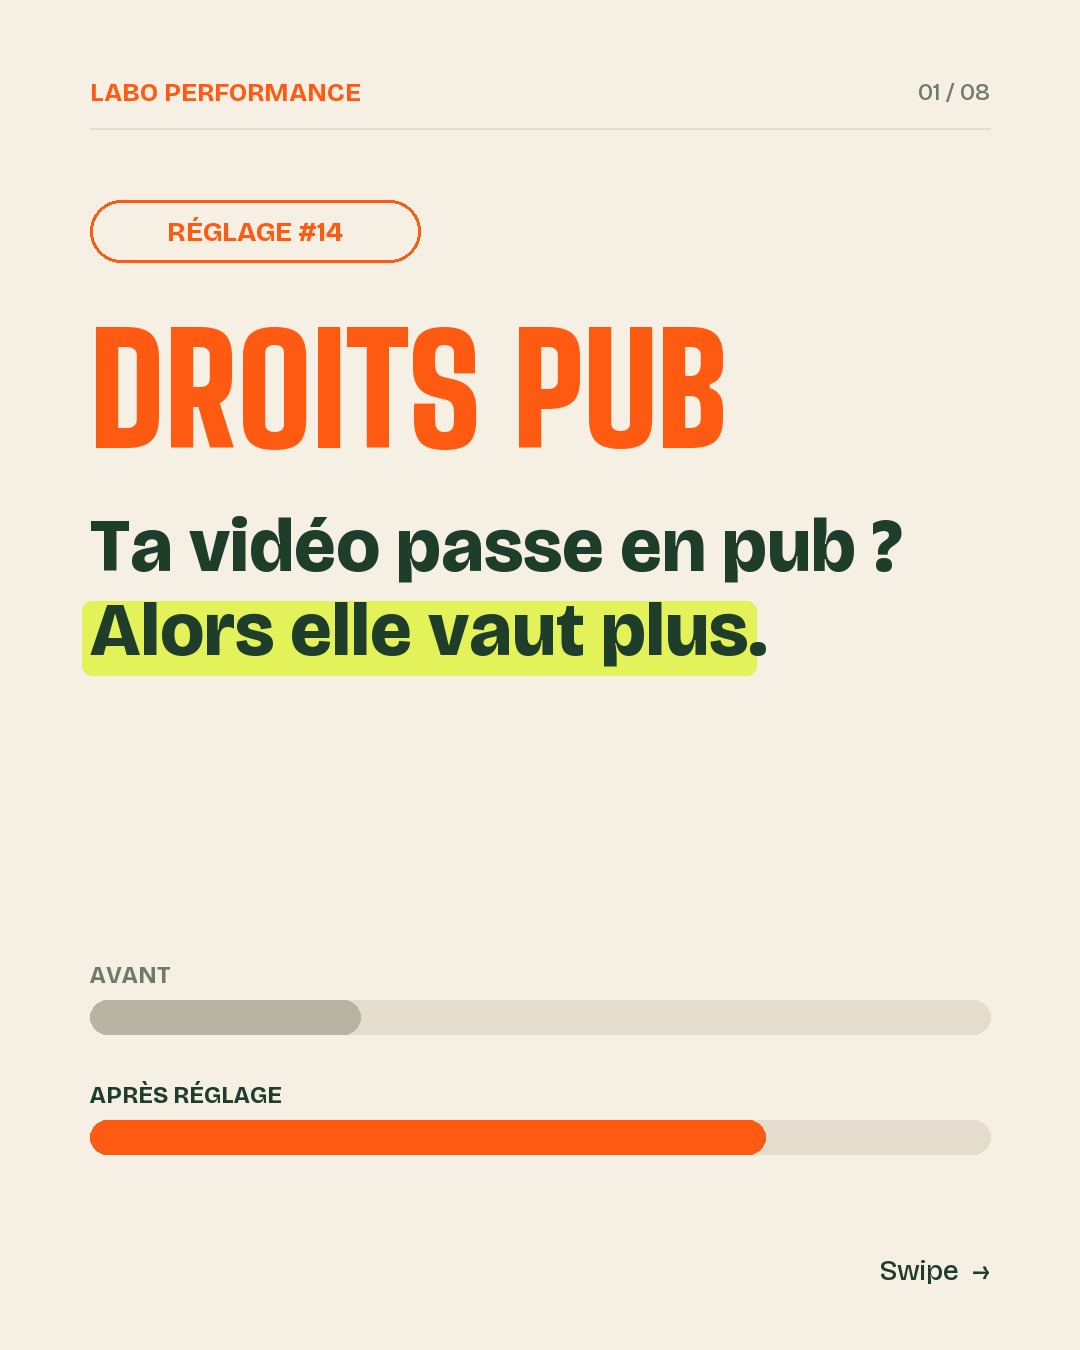 LABO PERFORMANCE
01 / 08
RÉGLAGE #14
DROITS PUB
Ta vidéo passe en pub ?
Alors elle vaut plus.
AVANT
APRÈS RÉGLAGE
Swipe →